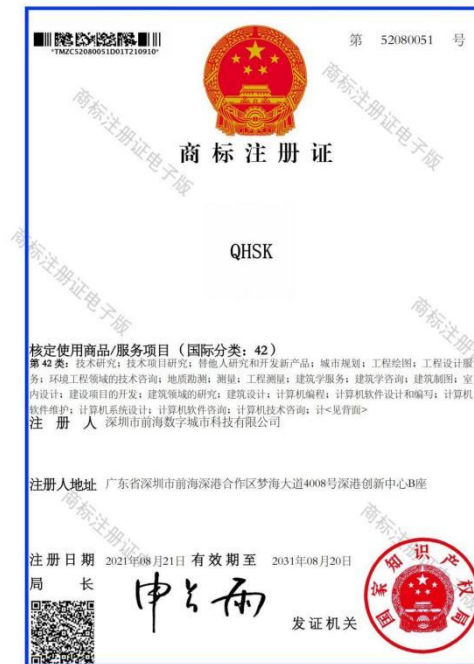 *TMZC52080051D01T210910*
第 52080051 号
商标注册证
QHSK
核定使用商品/服务项目（国际分类：42）
第42类：技术研究；技术项目研究；替他人研究和开发新产品；城市规划；工程绘图；工程设计服
务；环境工程领域的技术咨询；地质勘测；测量；工程测量；建筑学服务；建筑学咨询；建筑制图；室
内设计；建设项目的开发；建筑领域的研究；建筑设计；计算机编程；计算机软件设计和编写；计算机
软件维护；计算机系统设计；计算机软件咨询；计算机技术咨询；计<见背面>
注册人 深圳市前海数字城市科技有限公司
注册人地址 广东省深圳市前海深港合作区梦海大道4008号深港创新中心B座
注册日期 2021年08月21日 有效期至 2031年08月20日
局长 申长雨
发证机关
国家知识产权局
商标注册证电子版
商标注册证电子版
商标注册证电子版
商标注册证电子版
商标注册证电子版
商标注册证电子版